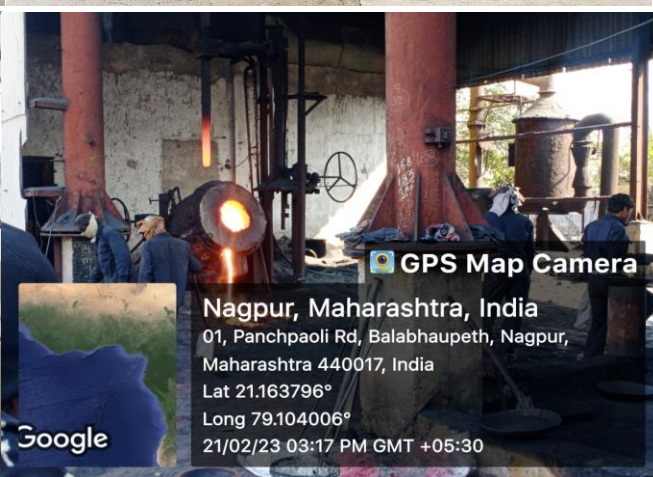 GPS Map Camera
Nagpur, Maharashtra, India
01, Panchpaoli Rd, Balabhaupeth, Nagpur,
Maharashtra 440017, India
Lat 21.163796°
Long 79.104006°
21/02/23 03:17 PM GMT +05:30
Google